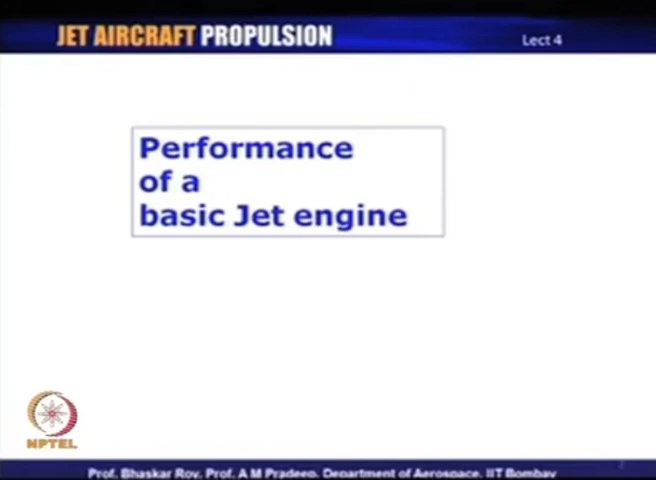 JET AIRCRAFT PROPULSION
Lect 4
Performance
of a
basic Jet engine
NPTEL
Prof. Bhaskar Roy, Prof. A M Pradeep, Department of Aerospace, IIT Bombay
2